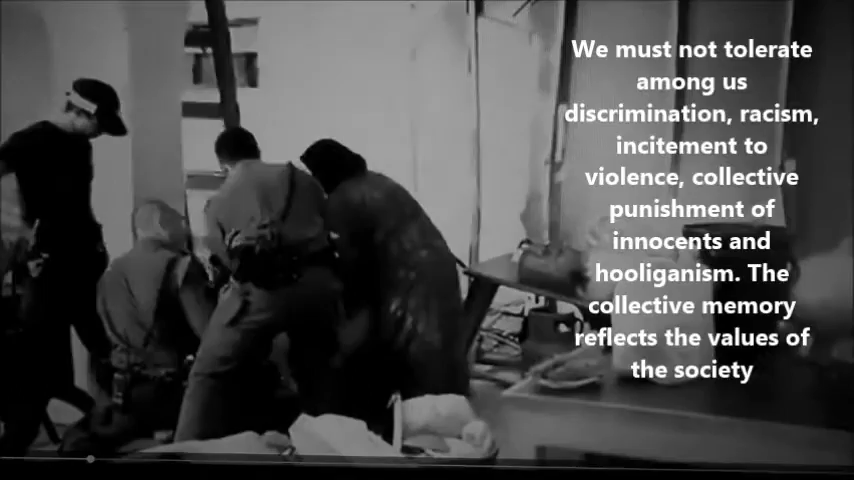 We must not tolerate
among us
discrimination, racism,
incitement to
violence, collective
punishment of
innocents and
hooliganism. The
collective memory
reflects the values of
the society